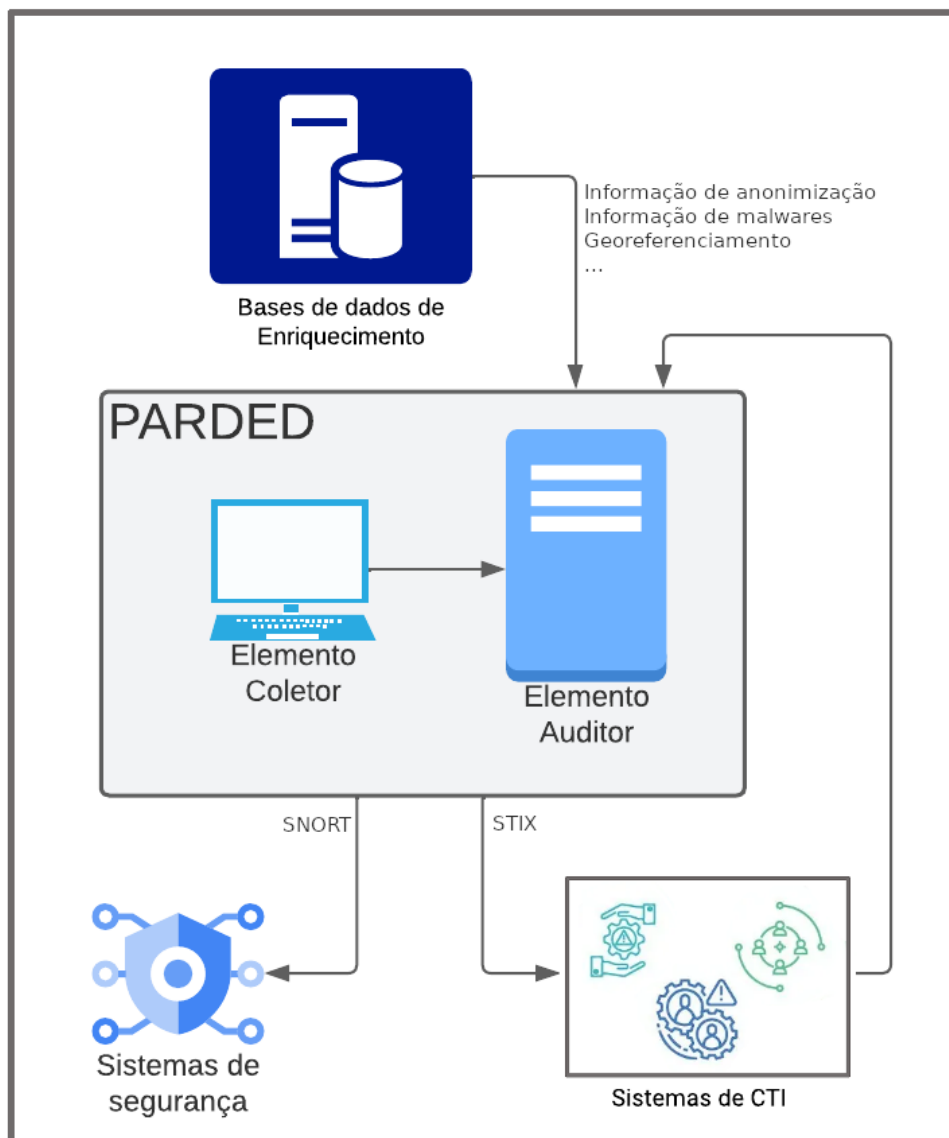 Informação de anonimização
Informação de malwares
Georeferenciamento
...
Bases de dados de
Enriquecimento
PARDED
Elemento
Coletor
Elemento
Auditor
SNORT
STIX
Sistemas de
segurança
Sistemas de CTI